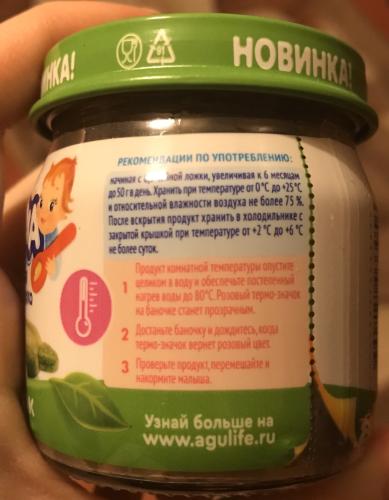 НКА!
НОВИНКА!
РЕКОМЕНДАЦИИ ПО УПОТРЕБЛЕНИЮ:
начиная с ложки, увеличивая к 6 месяцам
до 50 г в день. Хранить при температуре от 0 °C до +25°C
и относительной влажности воздуха не более 75 %.
После вскрытия продукт хранить в холодильнике с
закрытой крышкой при температуре от +2 °C до +6 °C
не более суток.
1 Продукт комнатной температуры опустите
целиком в воду и обеспечьте постепенный
нагрев воды до 80°C. Розовый термо-значок
на баночке станет прозрачным.
2 Достаньте баночку и дождитесь, когда
термо-значок вернет розовый цвет.
3 Проверьте продукт, перемешайте и
накормите малыша.
Узнай больше на
www.agulife.ru